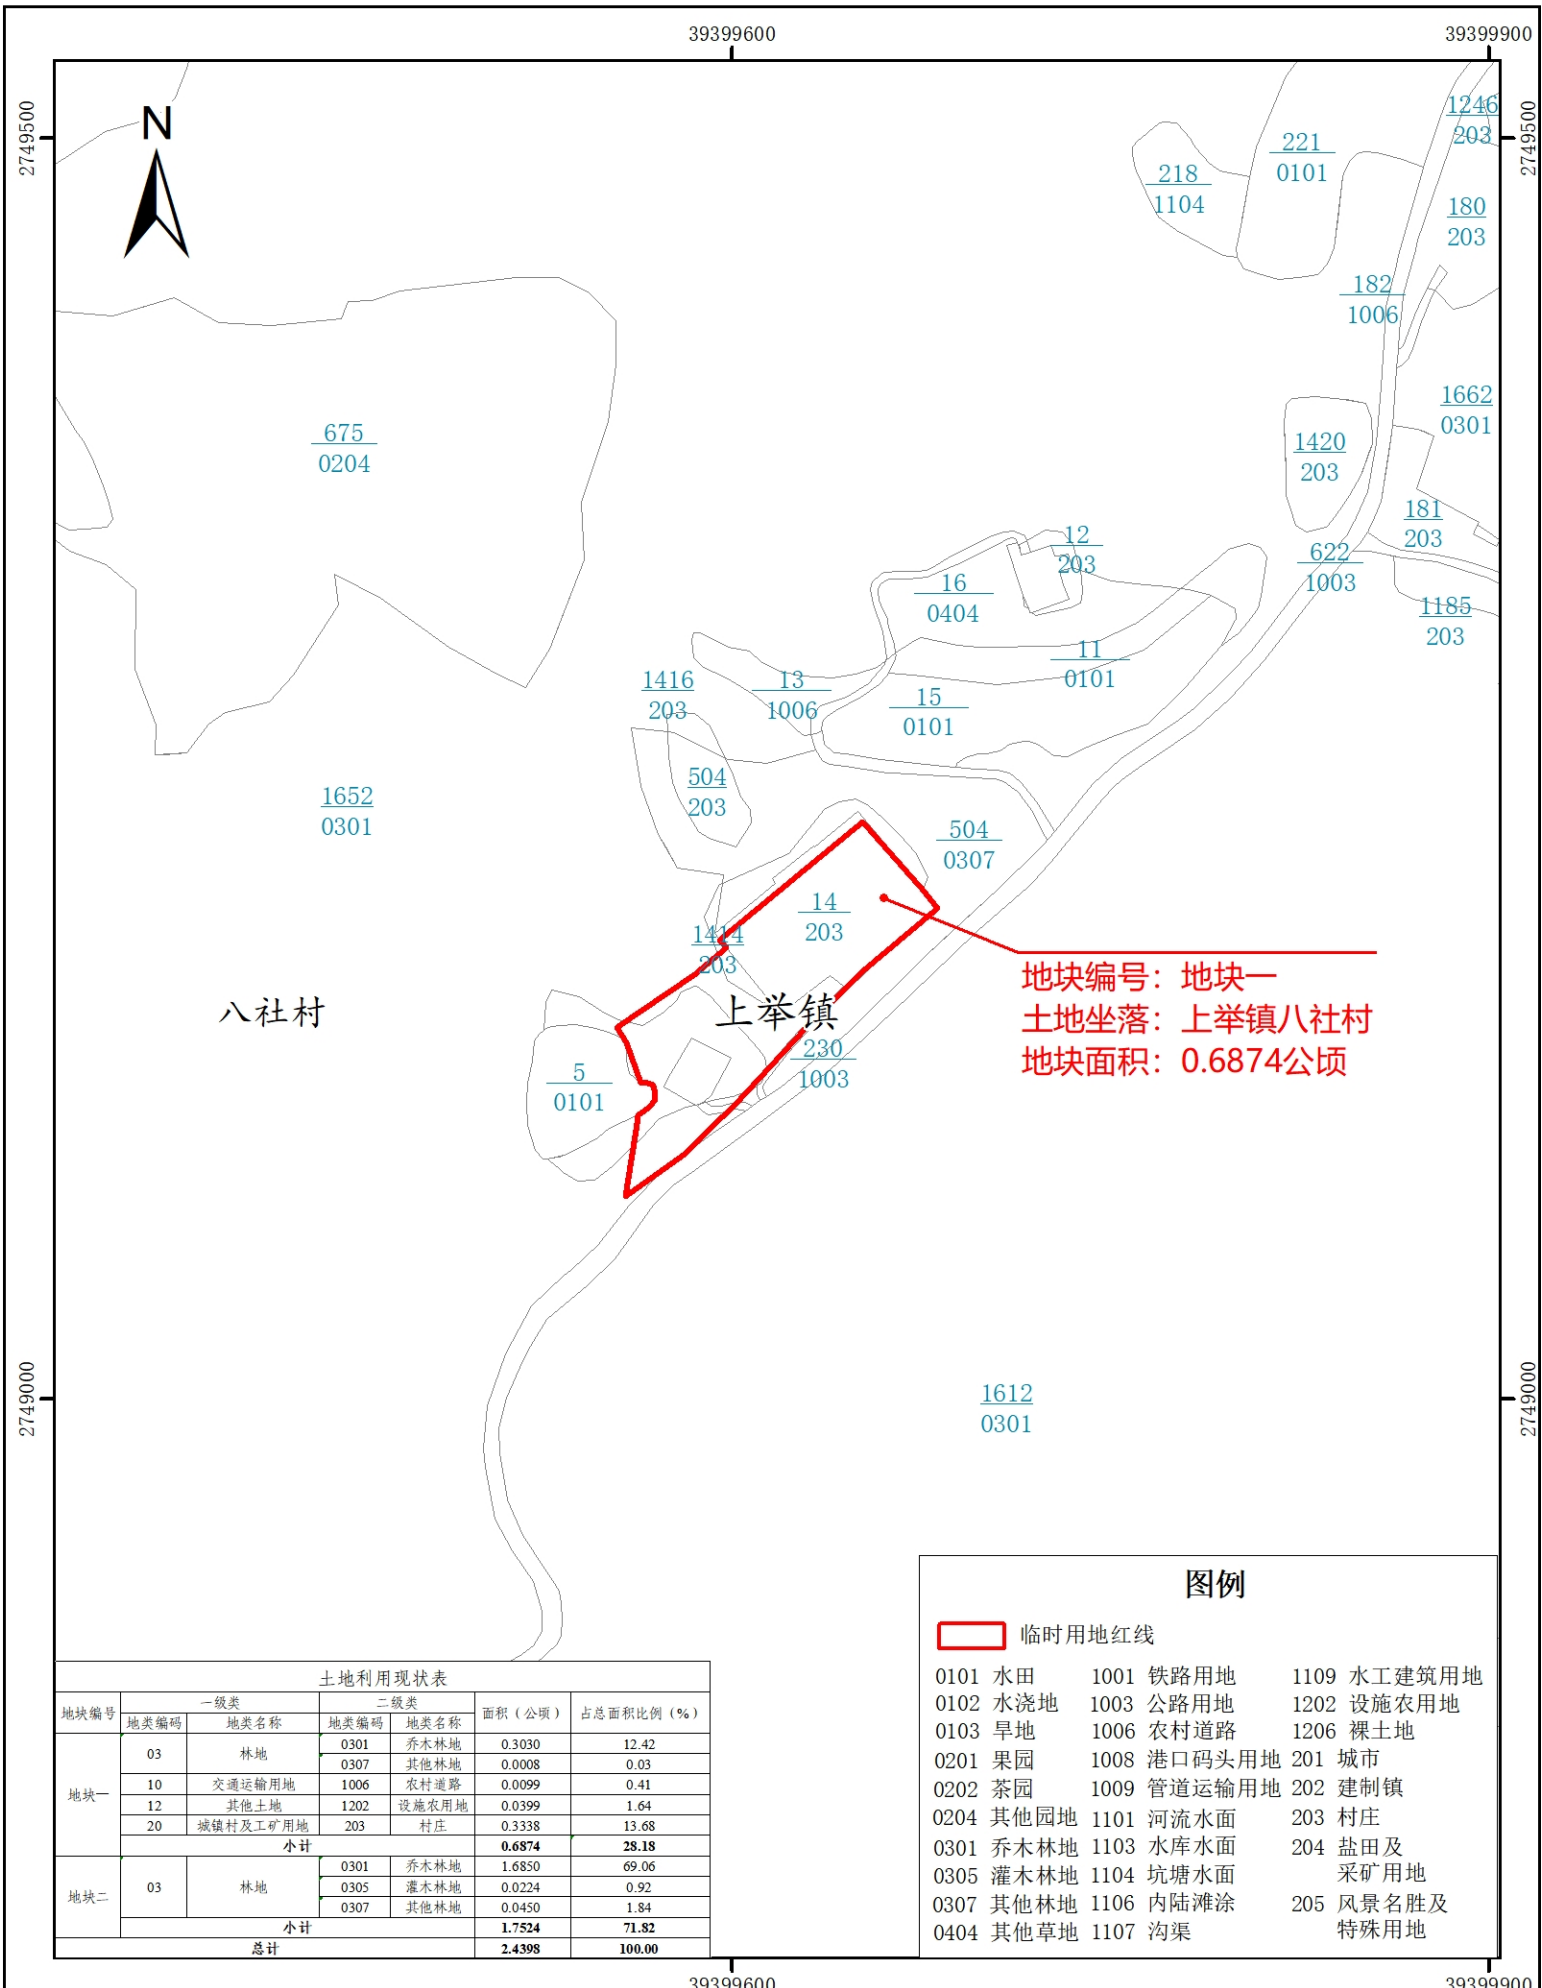 39399600 39399900
2749500
2749500
N
1246
203
221
0101
218
1104
180
203
182
1006
1662
0301
675
0204
1420
203
181
203
12
203
622
1003
16
0404
1185
203
11
0101
1416
203
13
1006
15
0101
504
203
1652
0301
504
0307
14
203
1414
203
地块编号：地块一
土地坐落：上举镇八社村
地块面积：0.6874公顷
八社村
上举镇
230
1003
5
0101
2749000
2749000
1612
0301
图例
临时用地红线
0101 水田 1001 铁路用地 1109 水工建筑用地
0102 水浇地 1003 公路用地 1202 设施农用地
0103 旱地 1006 农村道路 1206 裸土地
0201 果园 1008 港口码头用地 201 城市
0202 茶园 1009 管道运输用地 202 建制镇
0204 其他园地 1101 河流水面 203 村庄
0301 乔木林地 1103 水库水面 204 盐田及
采矿用地
0305 灌木林地 1104 坑塘水面
0307 其他林地 1106 内陆滩涂 205 风景名胜及
特殊用地
0404 其他草地 1107 沟渠
土地利用现状表
地块编号 一级类 二级类 面积（公顷） 占总面积比例（%）
地类编码 地类名称 地类编码 地类名称
地块一 03 林地 0301 乔木林地 0.3030 12.42
0307 其他林地 0.0008 0.03
10 交通运输用地 1006 农村道路 0.0099 0.41
12 其他土地 1202 设施农用地 0.0399 1.64
20 城镇村及工矿用地 203 村庄 0.3338 13.68
小计 0.6874 28.18
地块二 03 林地 0301 乔木林地 1.6850 69.06
0305 灌木林地 0.0224 0.92
0307 其他林地 0.0450 1.84
小计 1.7524 71.82
总计 2.4398 100.00
39399600 39399900